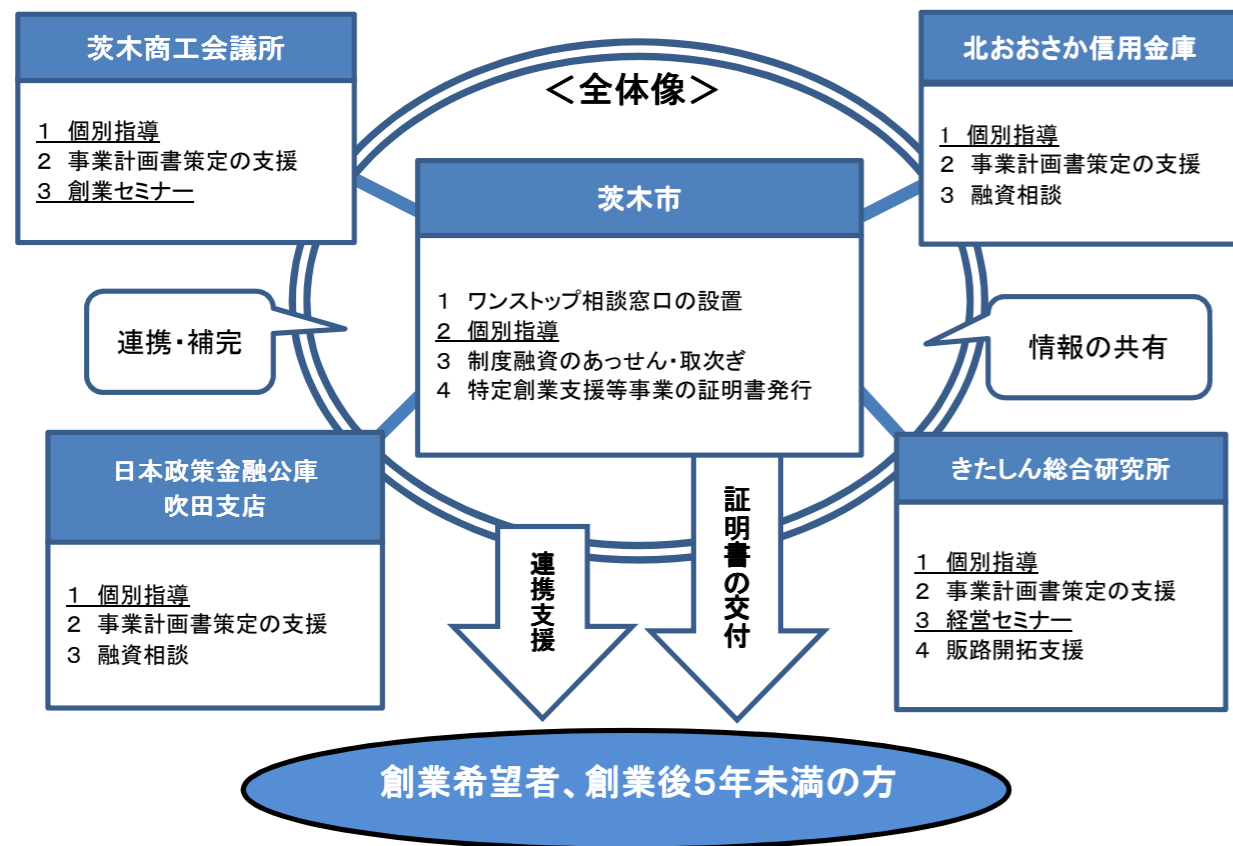 ＜全体像＞
茨木商工会議所
1 個別指導
2 事業計画書策定の支援
3 創業セミナー
北おおさか信用金庫
1 個別指導
2 事業計画書策定の支援
3 融資相談
茨木市
1 ワンストップ相談窓口の設置
2 個別指導
3 制度融資のあっせん・取次ぎ
4 特定創業支援等事業の証明書発行
連携・補完
情報の共有
日本政策金融公庫
吹田支店
1 個別指導
2 事業計画書策定の支援
3 融資相談
きたしん総合研究所
1 個別指導
2 事業計画書策定の支援
3 経営セミナー
4 販路開拓支援
連携支援
証明書の交付
創業希望者、創業後5年未満の方